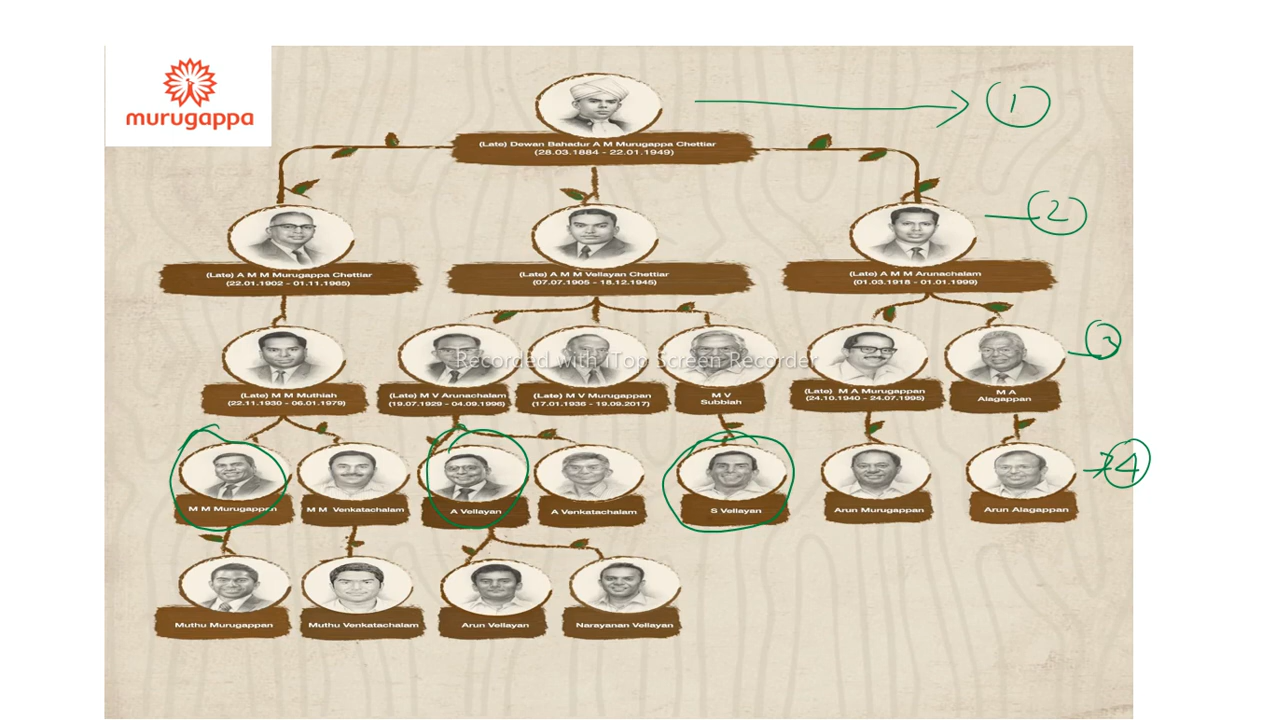 murugappa
1
(Late) Dewan Bahadur A M Murugappa Chettiar
(28.03.1884 - 22.01.1949)
2
(Late) A M M Murugappa Chettiar
(22.01.1902 - 01.11.1965)
(Late) A M M Vellayan Chettiar
(07.07.1905 - 18.12.1945)
(Late) A M M Arunachalam
(01.03.1918 - 01.01.1999)
3
Recorded with iTop Screen Recorder
(Late) M M Muthiah
(22.11.1930 - 06.01.1979)
(Late) M V Arunachalam
(19.07.1929 - 04.09.1996)
(Late) M V Murugappan
(17.01.1936 - 19.09.2017)
M V
Subbiah
(Late) M A Murugappan
(24.10.1940 - 24.07.1995)
M A
Alagappan
4
M M Murugappan
M M Venkatachalam
A Vellayan
A Venkatachalam
S Vellayan
Arun Murugappan
Arun Alagappan
Muthu Murugappan
Muthu Venkatachalam
Arun Vellayan
Narayanan Vellayan